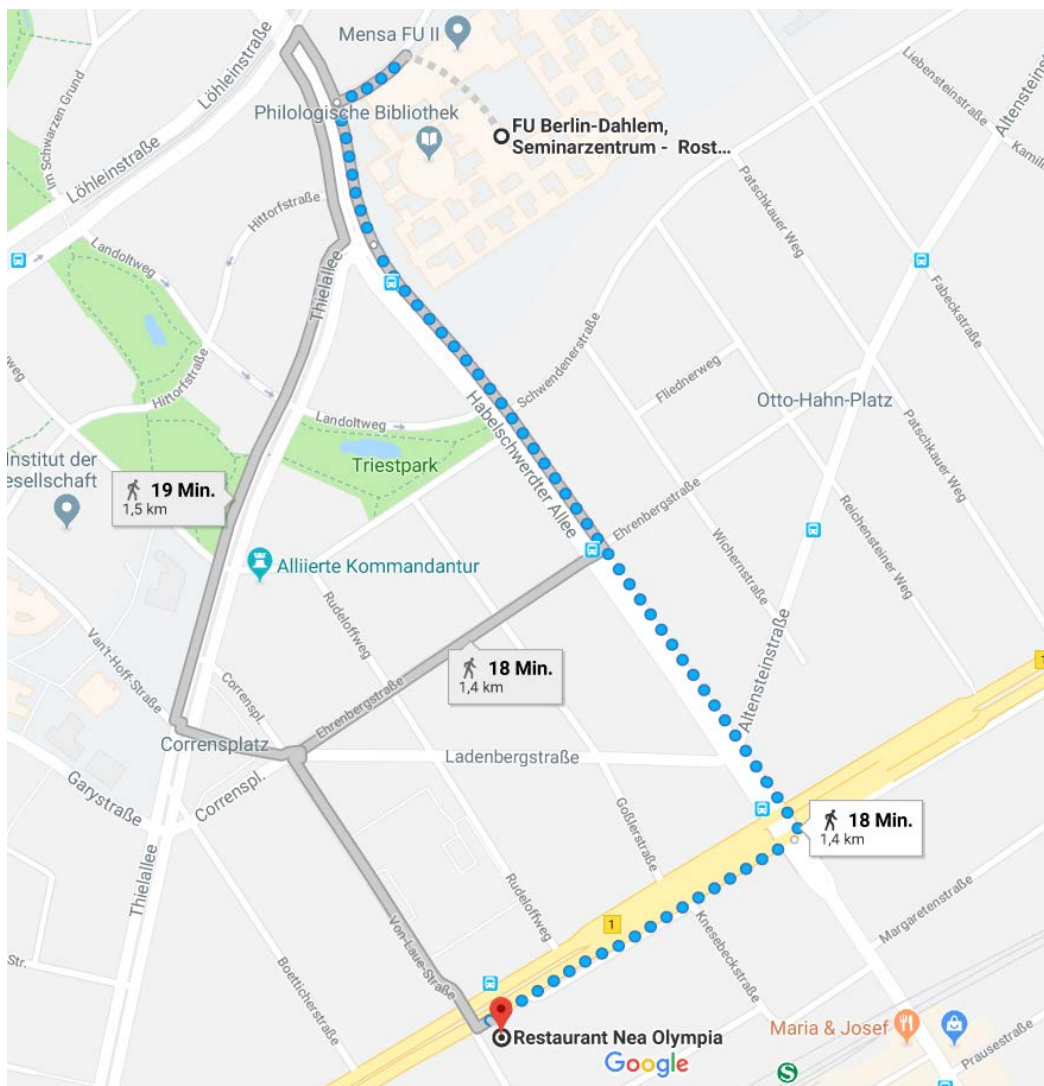 Mensa FU II
Löhleinstraße
Liebensteinstraße
Altensteinstraße
Philologische Bibliothek
FU Berlin-Dahlem,
Seminarzentrum - Rost...
Im Schwarzen Grund
Löhleinstraße
Hittorfstraße
Patschkauer Weg
Landoltweg
Thielallee
Fabeckstraße
Schwendenerstraße
Hittorfstraße
Fliednerweg
Otto-Hahn-Platz
Landoltweg
Habelschwerdter Allee
Patschkauer Weg
Institut der
esellschaft
Triestpark
19 Min.
1,5 km
Ehrenbergstraße
Reichensteiner Weg
Wichernstraße
Alliierte Kommandantur
Rudeloffweg
Van't-Hoff-Straße
18 Min.
1,4 km
Altensteinstraße
1
Correnspl.
Ehrenbergstraße
Corrensplatz
Ladenbergstraße
Garystraße
Correnspl.
Goßlerstraße
18 Min.
1,4 km
Thielallee
Rudeloffweg
Von-Laue-Straße
1
Knesebeckstraße
Margaretenstraße
Str.
Boetticherstraße
Restaurant Nea Olympia
Google
Maria & Josef
S
Prausestraße